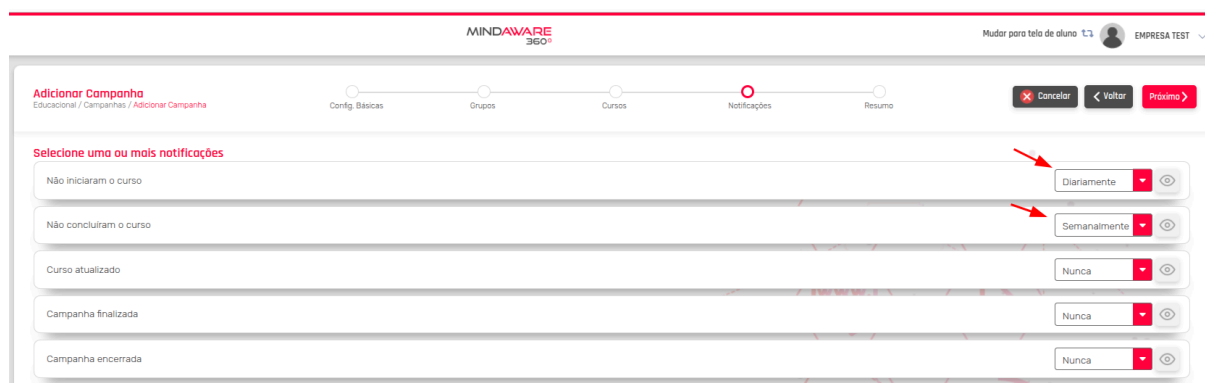 MINDAWARE
360º
Mudar para tela de aluno
EMPRESA TEST
Adicionar Campanha
Educacional / Campanhas / Adicionar Campanha
Config. Básicas
Grupos
Cursos
Notificações
Resumo
Cancelar
Voltar
Próximo
Selecione uma ou mais notificações
Não iniciaram o curso
Diariamente
Não concluíram o curso
Semanalmente
Curso atualizado
Nunca
Campanha finalizada
Nunca
Campanha encerrada
Nunca